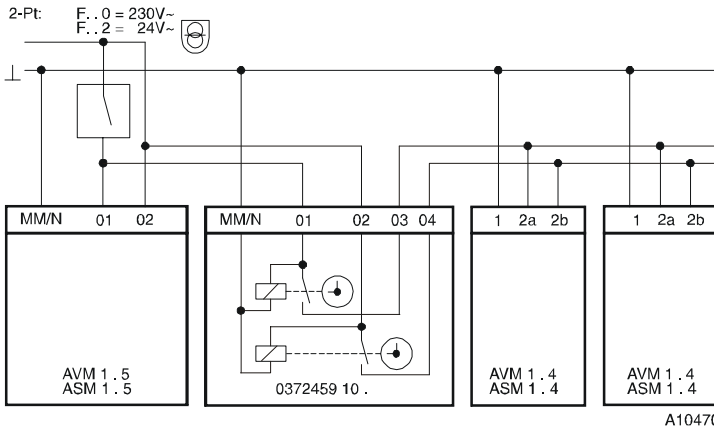 2-Pt: F. . 0 = 230V~
F. . 2 = 24V~
⊥
MM/N 01 02
MM/N 01 02 03 04
1 2a 2b
1 2a 2b
AVM 1 . 5
ASM 1 . 5
0372459 10 .
AVM 1 . 4
ASM 1 . 4
AVM 1 . 4
ASM 1 . 4
A10470